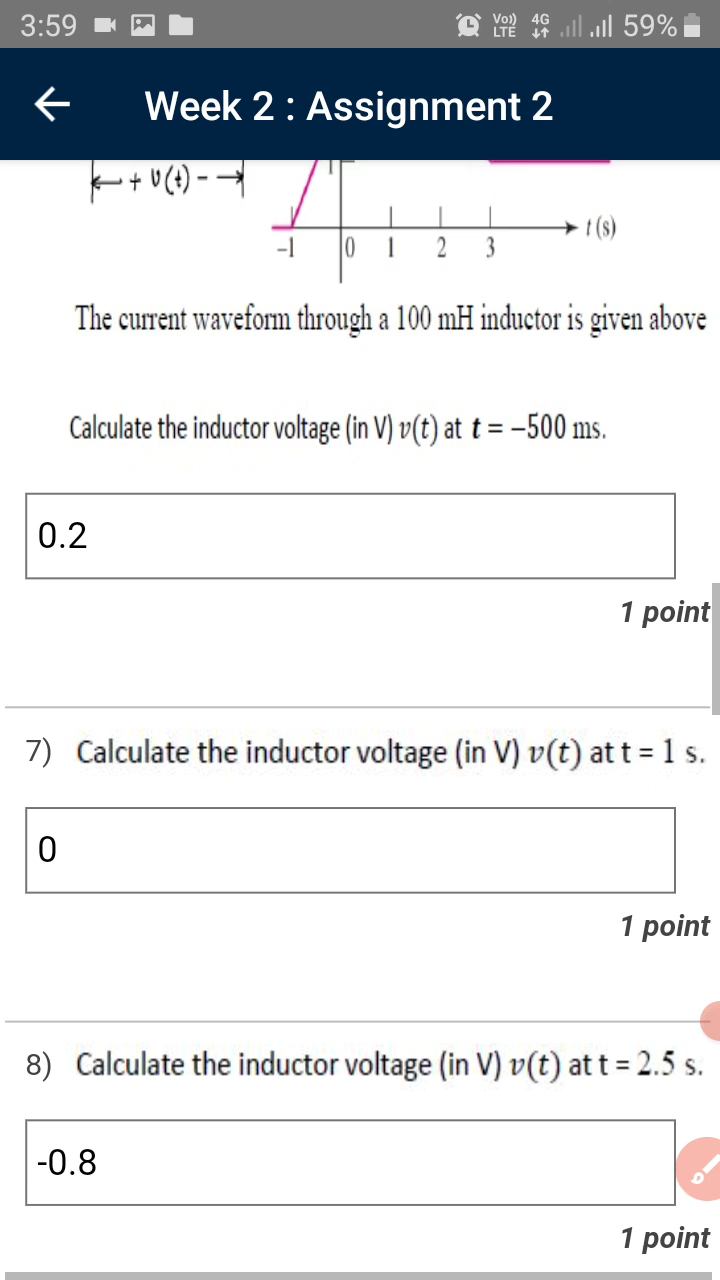 3:59 Vo)) LTE 4G 59%
Week 2 : Assignment 2
+ v(t) -
t (s)
-1 0 1 2 3
The current waveform through a 100 mH inductor is given above
Calculate the inductor voltage (in V) v(t) at t = −500 ms.
0.2
1 point
7) Calculate the inductor voltage (in V) v(t) at t = 1 s.
0
1 point
8) Calculate the inductor voltage (in V) v(t) at t = 2.5 s.
-0.8
1 point